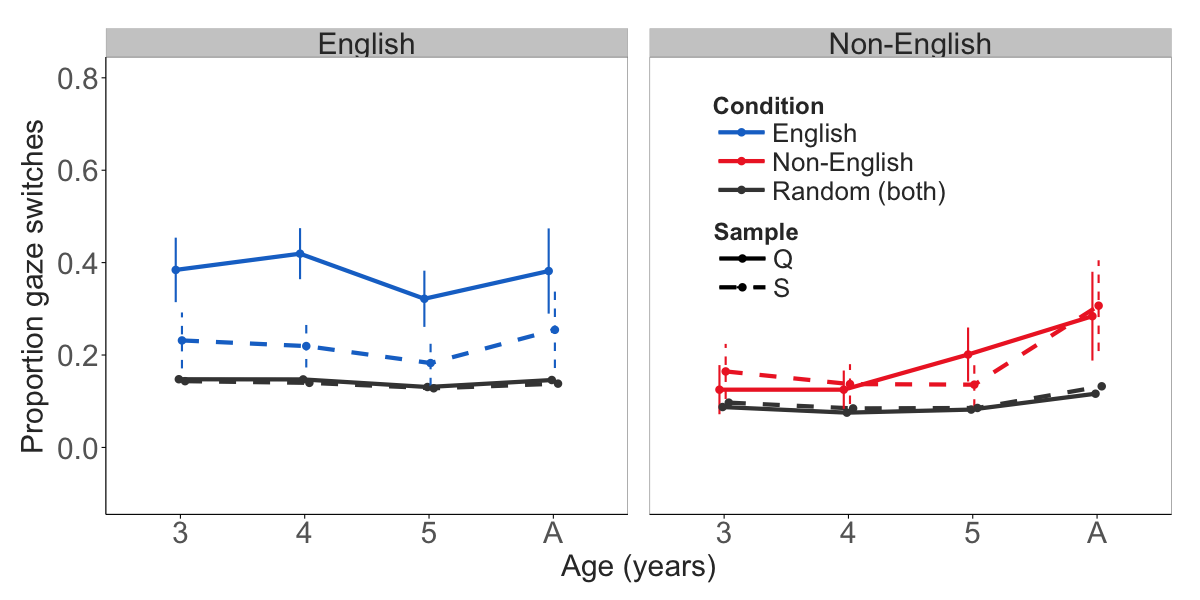 English
Non-English
Proportion gaze switches
0.8
0.6
0.4
0.2
0.0
Condition
English
Non-English
Random (both)
Sample
Q
S
3 4 5 A
3 4 5 A
Age (years)